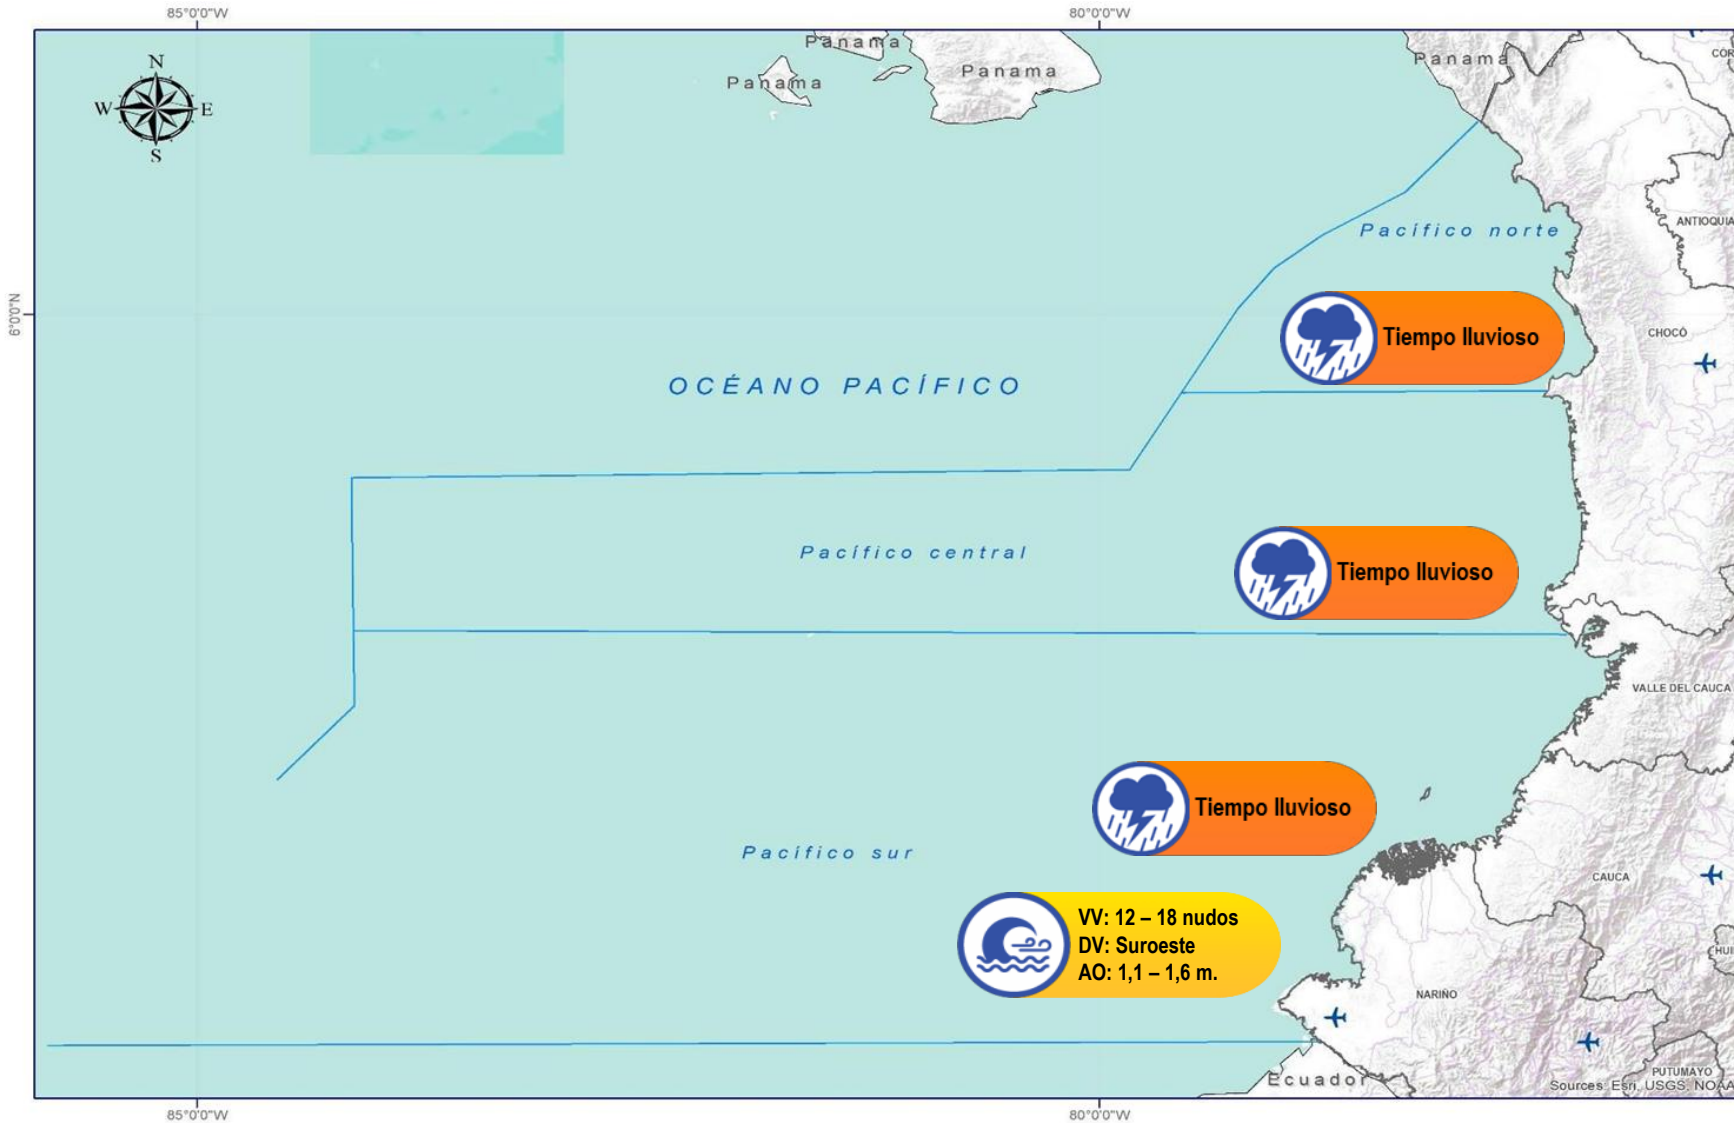 85°0'0"W
80°0'0"W
N
W
E
S
Panama
Panama
Panama
Panama
COR
ANTIOQUIA
Pacífico norte
6°0'0"N
Tiempo lluvioso
CHOCÓ
OCÉANO PACÍFICO
Pacífico central
Tiempo lluvioso
VALLE DEL CAUCA
Tiempo lluvioso
Pacífico sur
CAUCA
VV: 12 – 18 nudos
DV: Suroeste
AO: 1,1 – 1,6 m.
HUI
NARIÑO
Ecuador
PUTUMAYO
Sources: Esri, USGS, NOAA
85°0'0"W
80°0'0"W